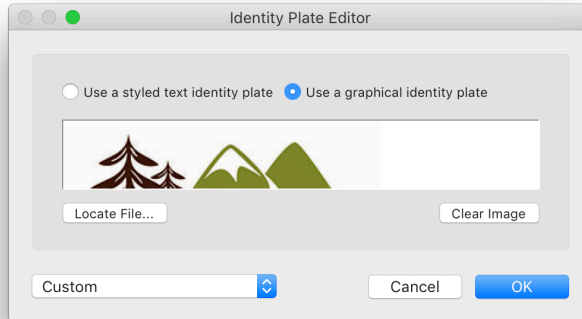 Identity Plate Editor
Use a styled text identity plate Use a graphical identity plate
Locate File... Clear Image
Custom Cancel OK